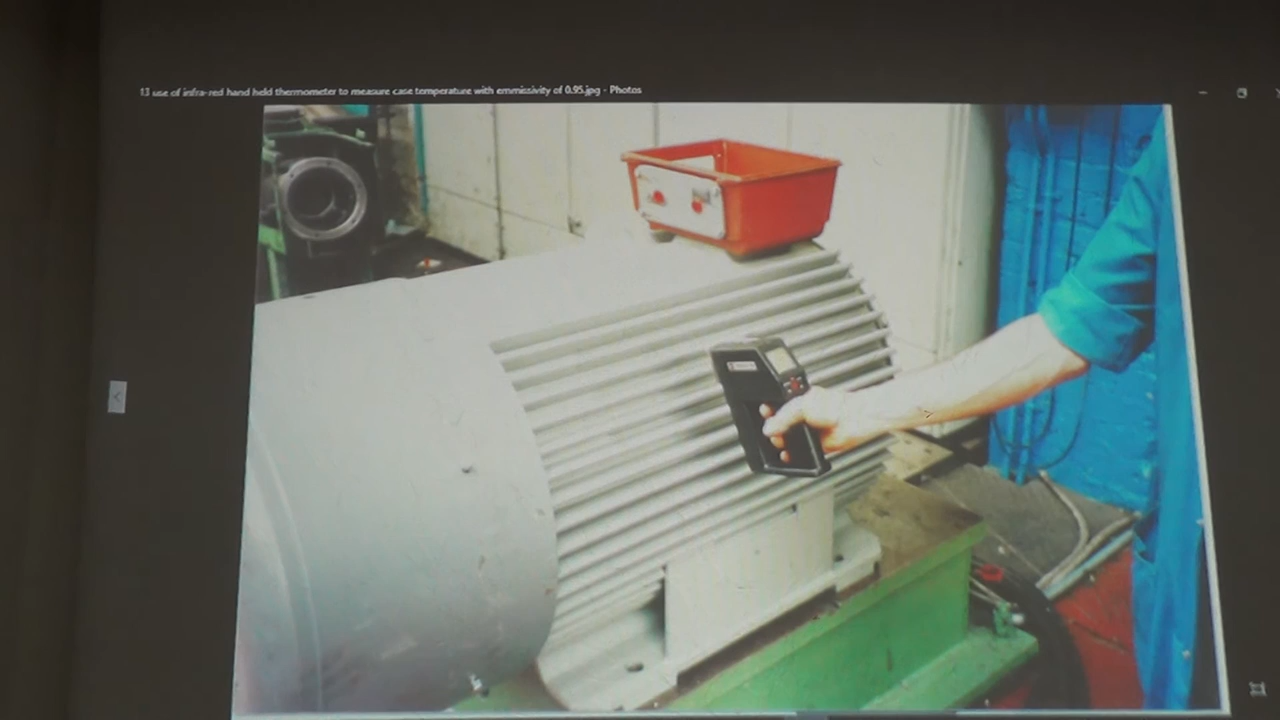 13 use of infra-red hand held thermometer to measure case temperature with emmissivity of 0.95.jpg - Photos